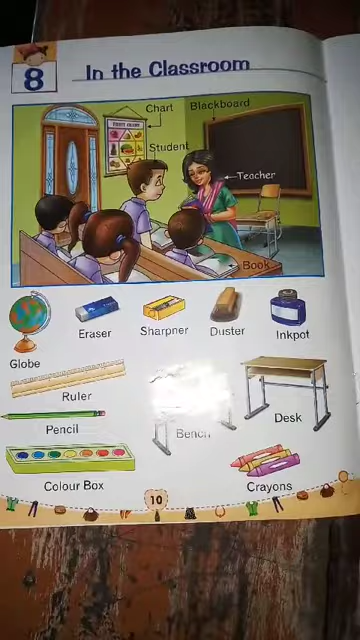 8
In the Classroom
Chart
Blackboard
Student
Teacher
Book
Globe
Eraser
Sharpner
Duster
Inkpot
Ruler
Pencil
Bench
Desk
Colour Box
Crayons
10